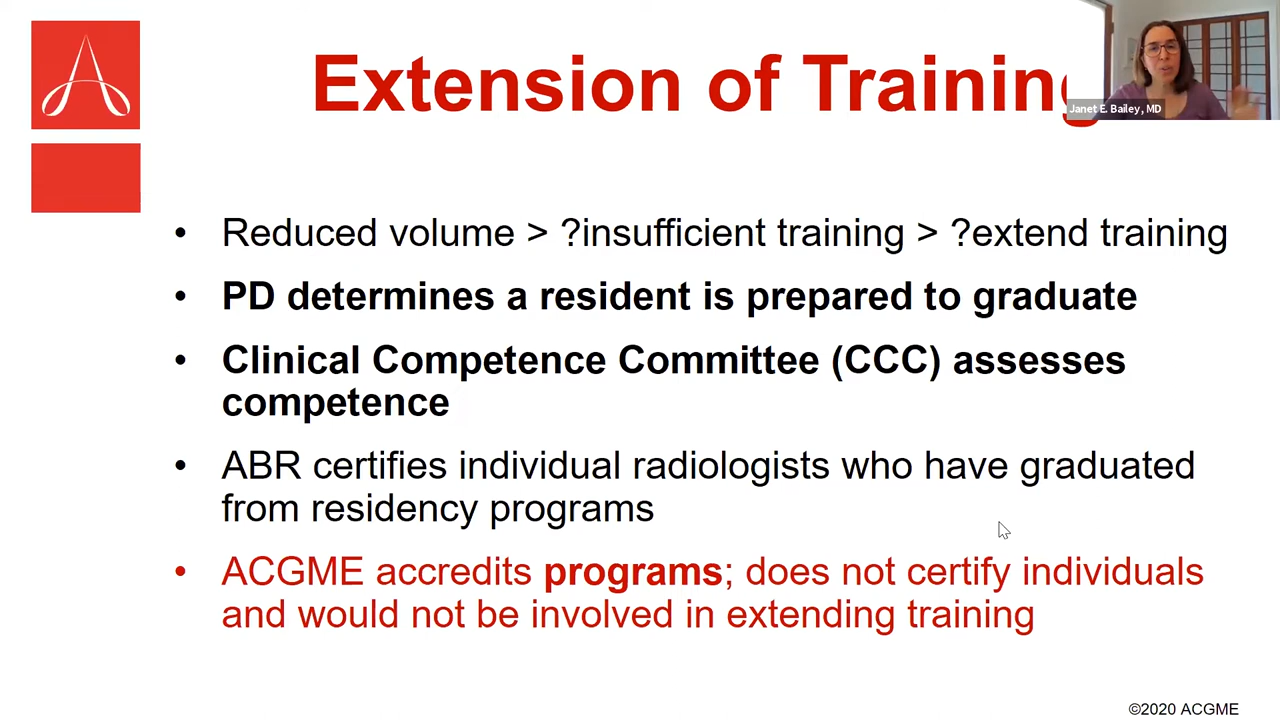 Extension of Training
Janet E. Bailey, MD
• Reduced volume > ?insufficient training > ?extend training
• PD determines a resident is prepared to graduate
• Clinical Competence Committee (CCC) assesses
competence
• ABR certifies individual radiologists who have graduated
from residency programs
• ACGME accredits programs; does not certify individuals
and would not be involved in extending training
©2020 ACGME